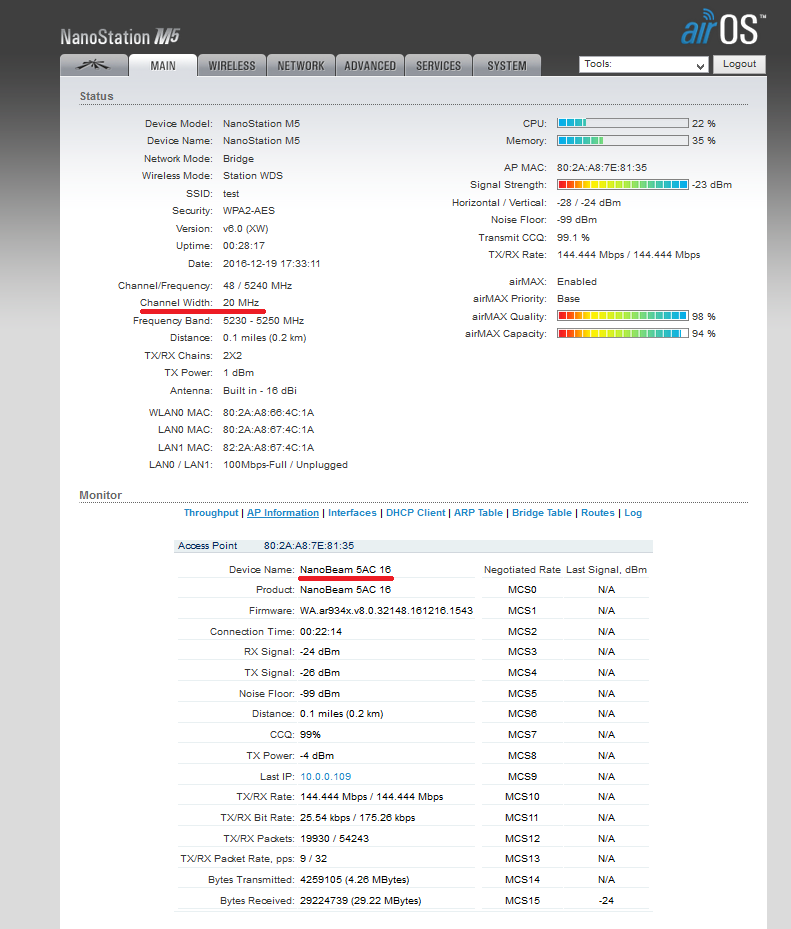 NanoStation M5
airOS™
MAIN WIRELESS NETWORK ADVANCED SERVICES SYSTEM Tools: Logout
Status
Device Model: NanoStation M5 CPU: 22 %
Device Name: NanoStation M5 Memory: 35 %
Network Mode: Bridge
Wireless Mode: Station WDS AP MAC: 80:2A:A8:7E:81:35
SSID: test Signal Strength: -23 dBm
Security: WPA2-AES Horizontal / Vertical: -28 / -24 dBm
Version: v6.0 (XW) Noise Floor: -99 dBm
Uptime: 00:28:17 Transmit CCQ: 99.1 %
Date: 2016-12-19 17:33:11 TX/RX Rate: 144.444 Mbps / 144.444 Mbps
Channel/Frequency: 48 / 5240 MHz airMAX: Enabled
Channel Width: 20 MHz airMAX Priority: Base
Frequency Band: 5230 - 5250 MHz airMAX Quality: 98 %
Distance: 0.1 miles (0.2 km) airMAX Capacity: 94 %
TX/RX Chains: 2X2
TX Power: 1 dBm
Antenna: Built in - 16 dBi
WLAN0 MAC: 80:2A:A8:66:4C:1A
LAN0 MAC: 80:2A:A8:67:4C:1A
LAN1 MAC: 82:2A:A8:67:4C:1A
LAN0 / LAN1: 100Mbps-Full / Unplugged
Monitor
Throughput | AP Information | Interfaces | DHCP Client | ARP Table | Bridge Table | Routes | Log
Access Point 80:2A:A8:7E:81:35
Device Name: NanoBeam 5AC 16 Negotiated Rate Last Signal, dBm
Product: NanoBeam 5AC 16 MCS0 N/A
Firmware: WA.ar934x.v8.0.32148.161216.1543 MCS1 N/A
Connection Time: 00:22:14 MCS2 N/A
RX Signal: -24 dBm MCS3 N/A
TX Signal: -26 dBm MCS4 N/A
Noise Floor: -99 dBm MCS5 N/A
Distance: 0.1 miles (0.2 km) MCS6 N/A
CCQ: 99% MCS7 N/A
TX Power: -4 dBm MCS8 N/A
Last IP: 10.0.0.109 MCS9 N/A
TX/RX Rate: 144.444 Mbps / 144.444 Mbps MCS10 N/A
TX/RX Bit Rate: 25.54 kbps / 175.26 kbps MCS11 N/A
TX/RX Packets: 19930 / 54243 MCS12 N/A
TX/RX Packet Rate, pps: 9 / 32 MCS13 N/A
Bytes Transmitted: 4259105 (4.26 MBytes) MCS14 N/A
Bytes Received: 29224739 (29.22 MBytes) MCS15 -24